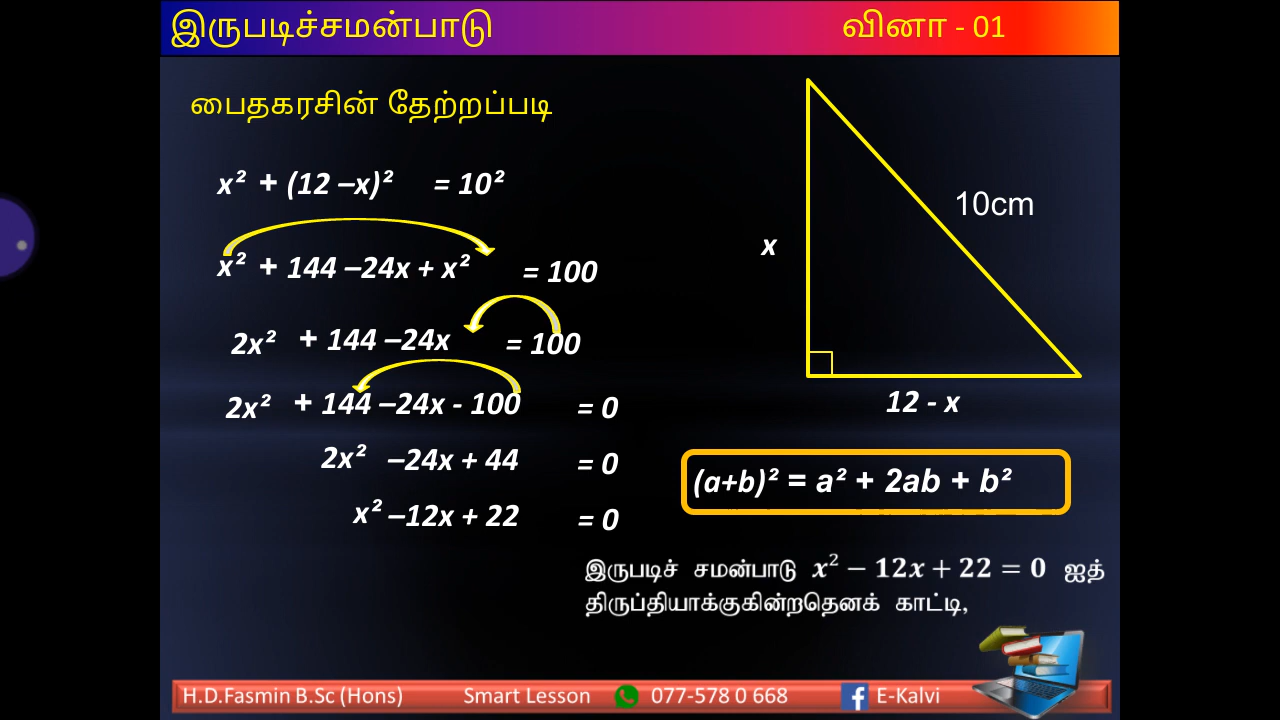 இருபடிச்சமன்பாடு வினா - 01
பைதகரசின் தேற்றப்படி
x² + (12 –x)² = 10²
x² + 144 –24x + x² = 100
2x² + 144 –24x = 100
2x² + 144 –24x - 100 = 0
2x² –24x + 44 = 0
x² –12x + 22 = 0
10cm
x
12 - x
(a+b)² = a² + 2ab + b²
இருபடிச் சமன்பாடு x² − 12x + 22 = 0 ஐத்
திருப்தியாக்குகின்றதெனக் காட்டி,
H.D.Fasmin B.Sc (Hons) Smart Lesson 077-578 0 668 E-Kalvi